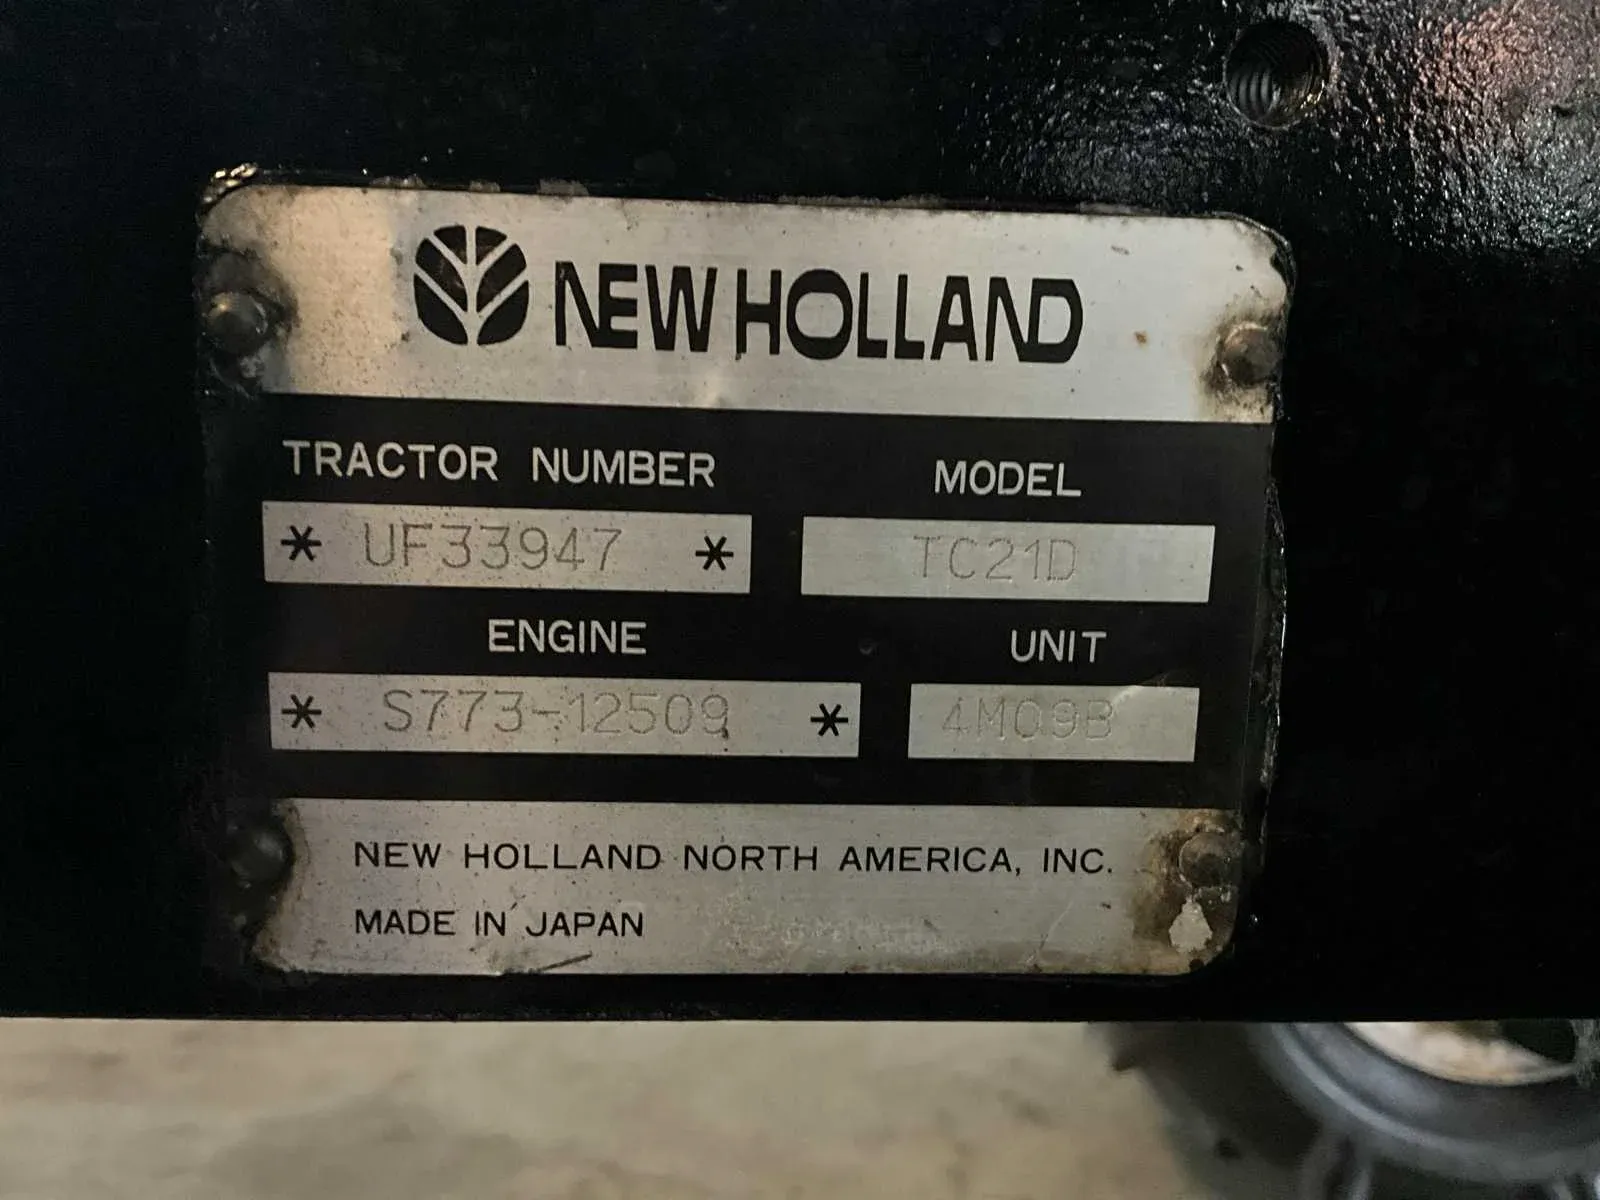 NEW HOLLAND
TRACTOR NUMBER MODEL
* UF33947 * TC21D
ENGINE UNIT
* S773-12509 * 4M09B
NEW HOLLAND NORTH AMERICA, INC.
MADE IN JAPAN